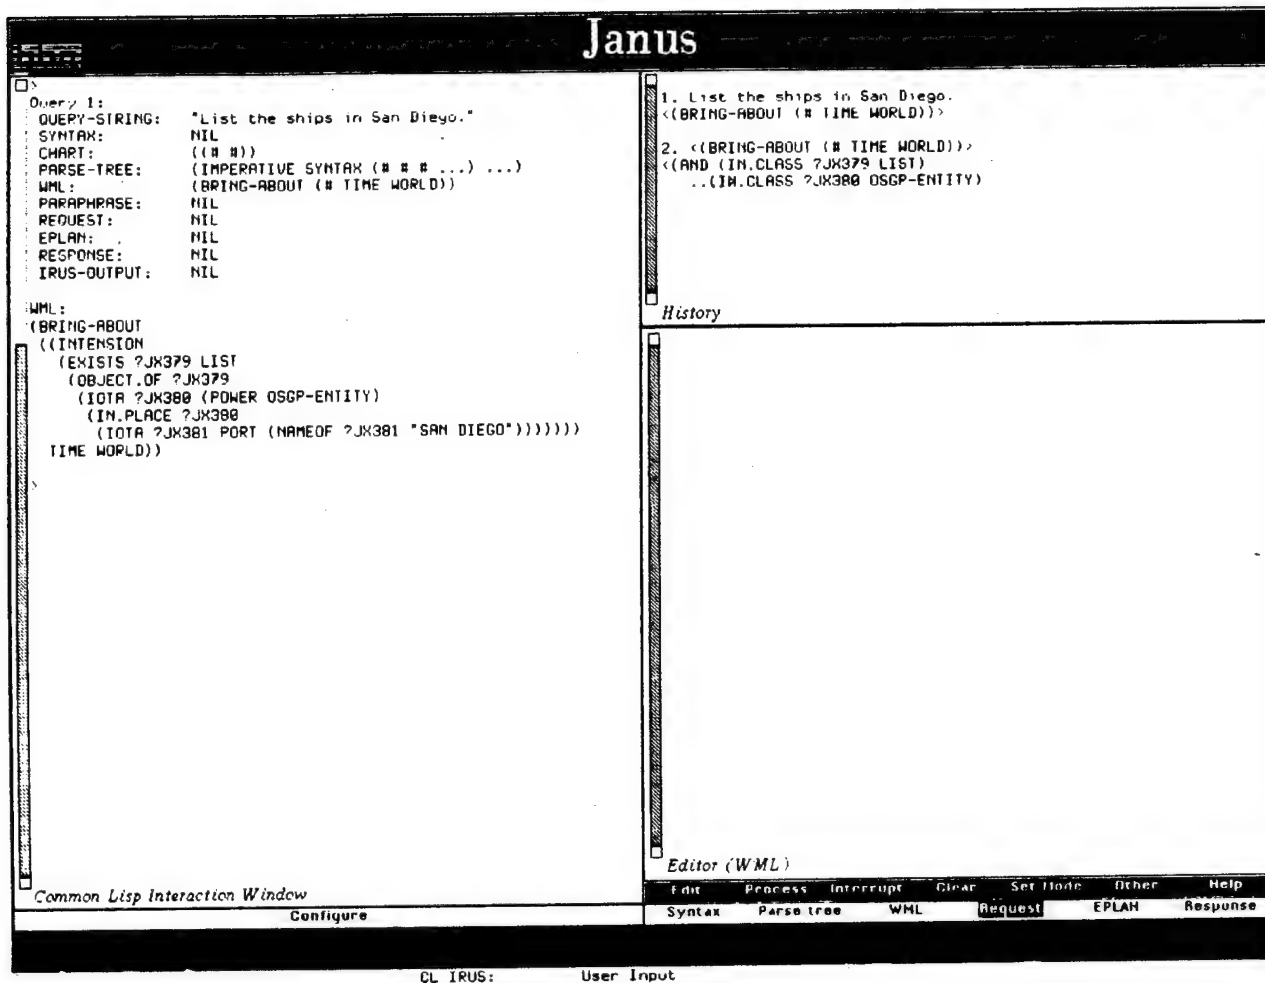 Janus
>
Query 1:
QUERY-STRING: "List the ships in San Diego."
SYNTAX: NIL
CHART: ((# #))
PARSE-TREE: (IMPERATIVE SYNTAX (# # # ...) ...)
WML: (BRING-ABOUT (# TIME WORLD))
PARAPHRASE: NIL
REQUEST: NIL
EPLAN: NIL
RESPONSE: NIL
IRUS-OUTPUT: NIL
WML:
(BRING-ABOUT
((INTENSION
(EXISTS ?JX379 LIST
(OBJECT.OF ?JX379
(IOTA ?JX380 (POWER OSGP-ENTITY)
(IN.PLACE ?JX380
(IOTA ?JX381 PORT (NAMEOF ?JX381 "SAN DIEGO")))))))
TIME WORLD))
>
Common Lisp Interaction Window
Configure
1. List the ships in San Diego.
<(BRING-ABOUT (# TIME WORLD))>
2. <(BRING-ABOUT (# TIME WORLD))>
<(AND (IN.CLASS ?JX379 LIST)
..(IN.CLASS ?JX380 OSGP-ENTITY)
History
Editor (WML)
Edit Process Interrupt Clear Set Mode Other Help
Syntax Parse tree WML Request EPLAN Response
CL IRUS: User Input